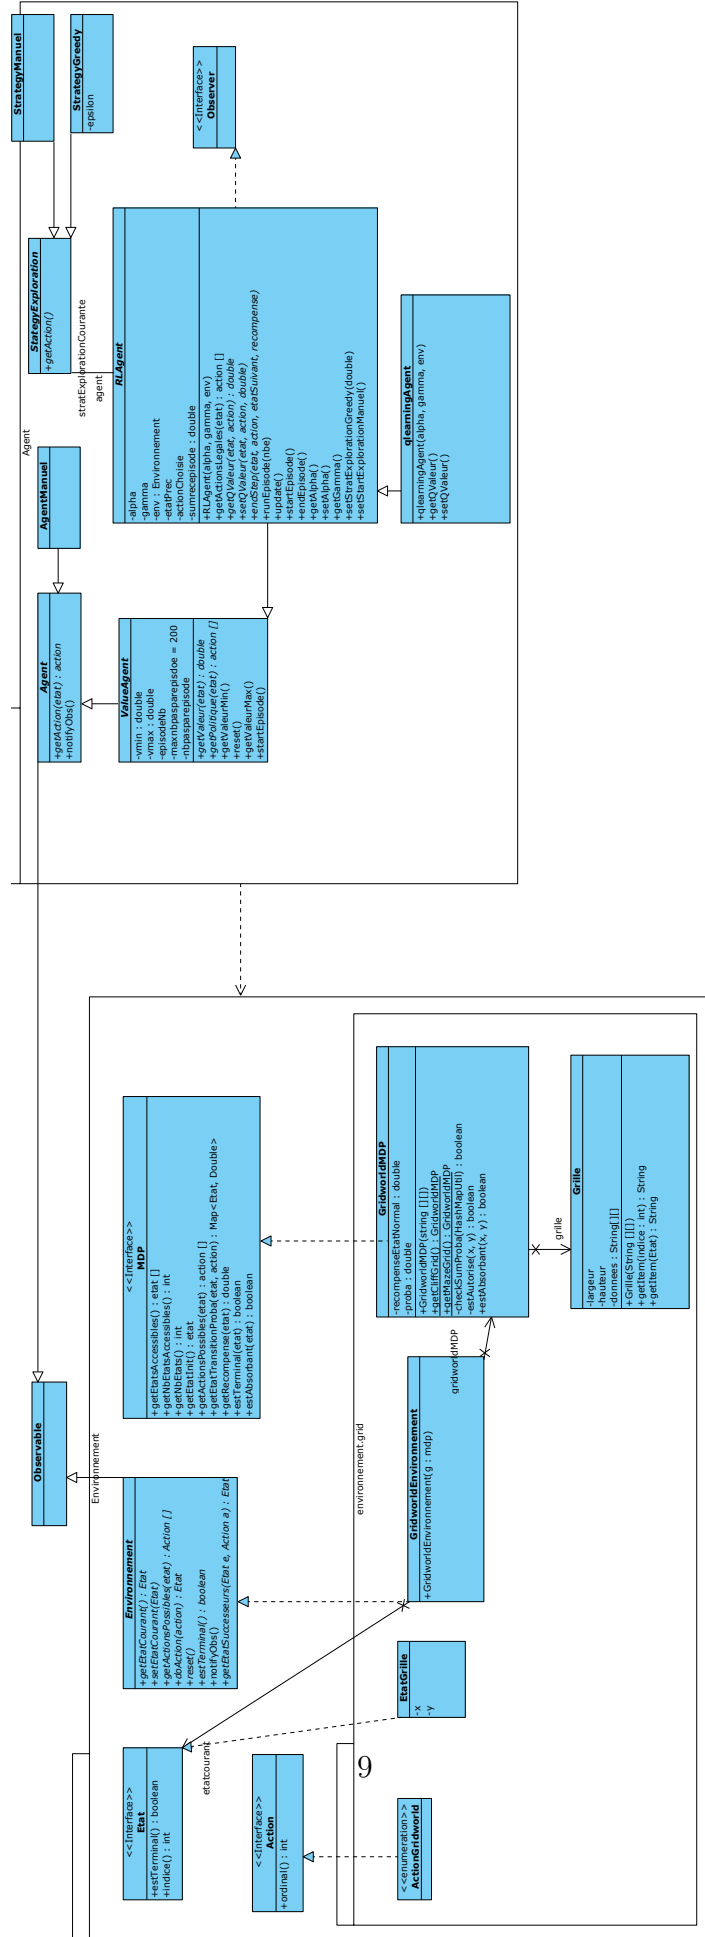 Agent
StrategyManuel
StrategyGreedy
-epsilon
StategyExploration
+getAction()
<<Interface>>
Observer
stratExplorationCourante
agent
AgentManuel
RLAgent
-alpha
-gamma
-env : Environnement
-etatPrec
-actionChoisie
-sumrecepisode : double
+RLAgent(alpha, gamma, env)
+getActionsLegales(etat) : action []
+getQValeur(etat, action) : double
+setQValeur(etat, action, double)
+endStep(etat, action, etatSuivant, recompense)
+runEpisode(nbe)
+update()
+startEpisode()
+endEpisode()
+getAlpha()
+setAlpha()
+getGamma()
+setStratExplorationGreedy(double)
+setStartExplorationManuel()
qlearningAgent
+qlearningAgent(alpha, gamma, env)
+getQValeur()
+setQValeur()
Agent
+getAction(etat) : action
+notifyObs()
ValueAgent
-vmin : double
-vmax : double
-episodeNb
-maxnbpasparepisdoe = 200
-nbpasparepisode
+getValeur(etat) : double
+getPolitique(etat) : action []
+getValeurMin()
+reset()
+getValeurMax()
+startEpisode()
Observable
Environnement
<<Interface>>
MDP
+getEtatsAccessibles() : etat []
+getNbEtatsAccessibles() : int
+getNbEtats() : int
+getEtatInit() : etat
+getActionsPossibles(etat) : action []
+getEtatTransitionProba(etat, action) : Map<Etat, Double>
+getRecompense(etat) : double
+estTerminal(etat) : boolean
+estAbsorbant(etat) : boolean
Environnement
+getEtatCourant() : Etat
+setEtatCourant(Etat)
+getActionsPossibles(etat) : Action []
+doAction(action) : Etat
+reset()
+estTerminal() : boolean
+notifyObs()
+getEtatSuccesseurs(Etat e, Action a) : Etat
<<Interface>>
Etat
+estTerminal() : boolean
+indice() : int
etatcourant
<<Interface>>
Action
+ordinal() : int
environnement.grid
GridworldMDP
-recompenseEtatNormal : double
-proba : double
+GridworldMDP(string [][])
+getCliffGrid() : GridworldMDP
+getMazeGrid() : GridworldMDP
-checkSumProba(HashMapUtil) : boolean
-estAutorise(x, y) : boolean
+estAbsorbant(x, y) : boolean
grille
Grille
-largeur
-hauteur
-donnees : String[][]
+Grille(String [][])
+getItem(indice : int) : String
+getItem(Etat) : String
gridworldMDP
GridworldEnvironnement
+GridworldEnvironnement(g : mdp)
EtatGrille
-x
-y
<<enumeration>>
ActionGridworld
9